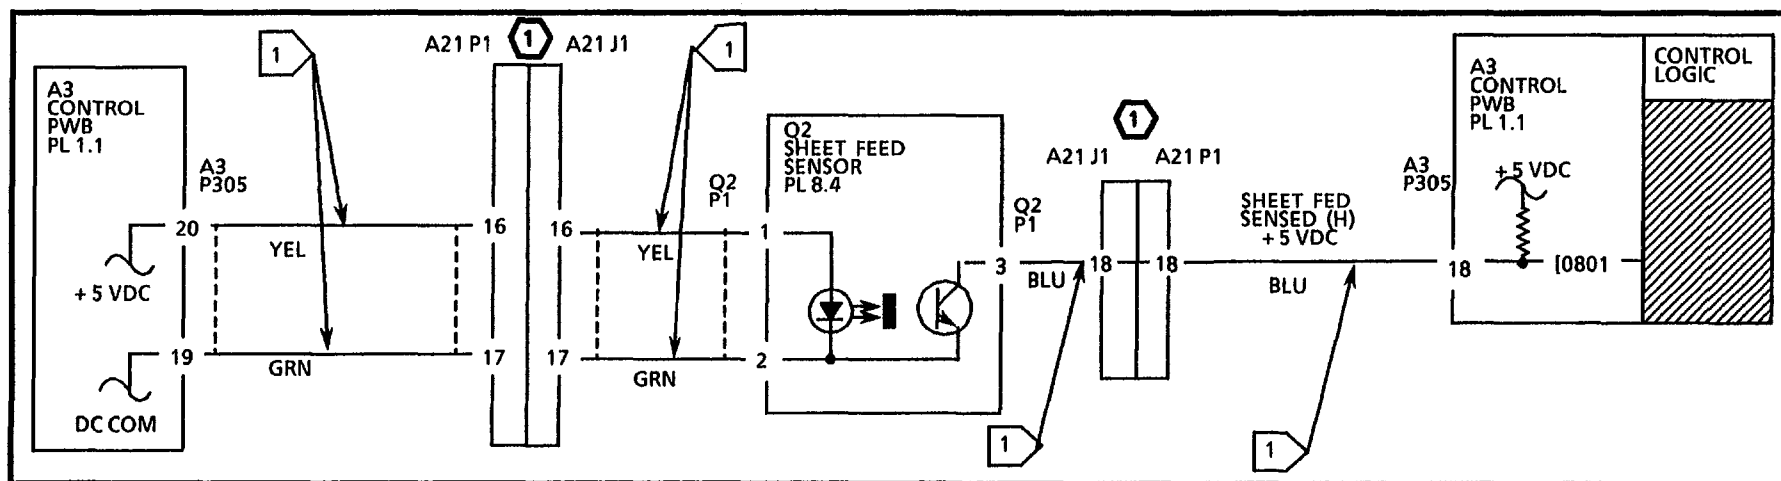 1
A21 P1
1
A21 J1
1
A3
CONTROL
PWB
PL 1.1
A3
P305
20
YEL
16
16
YEL
Q2
P1
1
+ 5 VDC
19
GRN
17
17
GRN
2
DC COM
Q2
SHEET FEED
SENSOR
PL 8.4
Q2
P1
3
BLU
1
A21 J1
A21 P1
18
18
1
SHEET FED
SENSED (H)
+ 5 VDC
BLU
1
A3
P305
18
A3
CONTROL
PWB
PL 1.1
+ 5 VDC
[0801
CONTROL
LOGIC